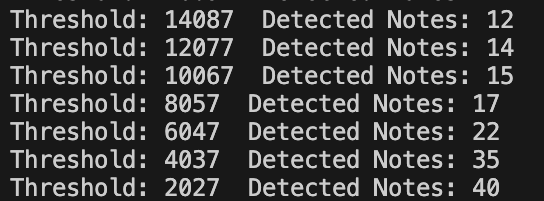 Threshold: 14087  Detected Notes: 12
Threshold: 12077  Detected Notes: 14
Threshold: 10067  Detected Notes: 15
Threshold: 8057  Detected Notes: 17
Threshold: 6047  Detected Notes: 22
Threshold: 4037  Detected Notes: 35
Threshold: 2027  Detected Notes: 40